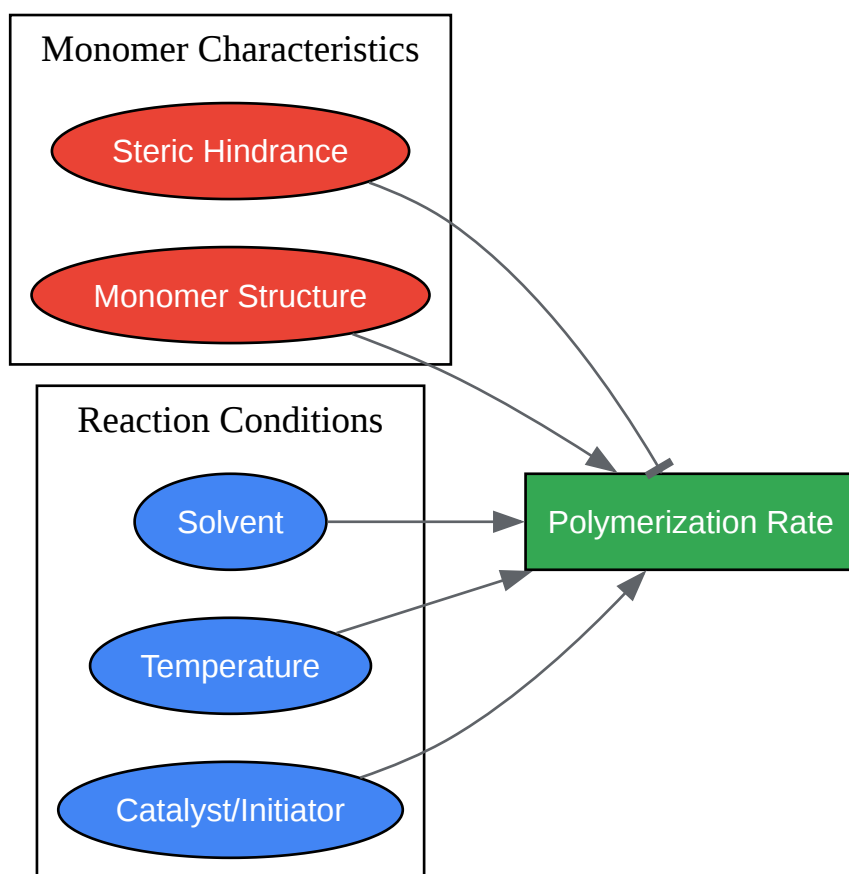 Monomer Characteristics
Steric Hindrance
Monomer Structure
Reaction Conditions
Solvent
Polymerization Rate
Temperature
Catalyst/Initiator